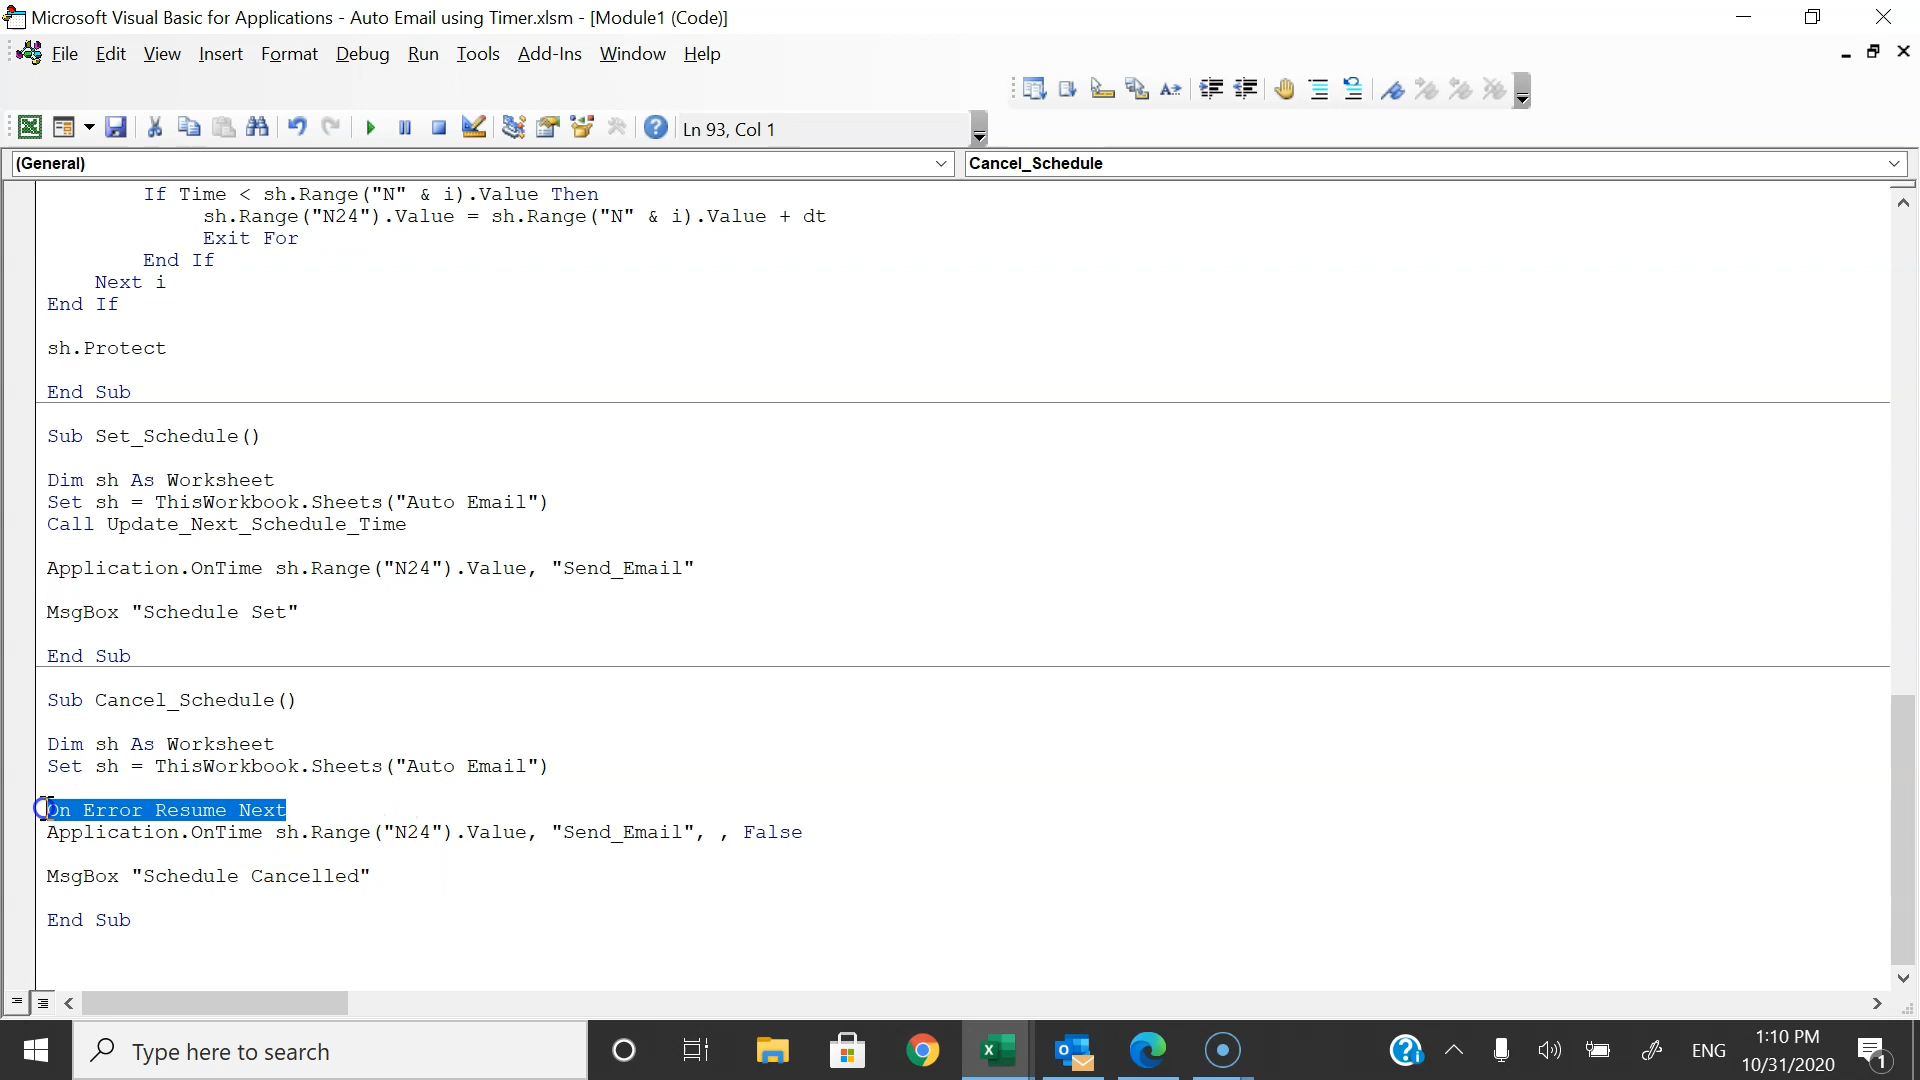 Microsoft Visual Basic for Applications - Auto Email using Timer.xlsm - [Module1 (Code)]
File Edit View Insert Format Debug Run Tools Add-Ins Window Help
Ln 93, Col 1
(General) Cancel_Schedule
If Time < sh.Range("N" & i).Value Then
sh.Range("N24").Value = sh.Range("N" & i).Value + dt
Exit For
End If
Next i
End If
sh.Protect
End Sub
Sub Set_Schedule()
Dim sh As Worksheet
Set sh = ThisWorkbook.Sheets("Auto Email")
Call Update_Next_Schedule_Time
Application.OnTime sh.Range("N24").Value, "Send_Email"
MsgBox "Schedule Set"
End Sub
Sub Cancel_Schedule()
Dim sh As Worksheet
Set sh = ThisWorkbook.Sheets("Auto Email")
On Error Resume Next
Application.OnTime sh.Range("N24").Value, "Send_Email", , False
MsgBox "Schedule Cancelled"
End Sub
Type here to search
ENG
1:10 PM
10/31/2020
1